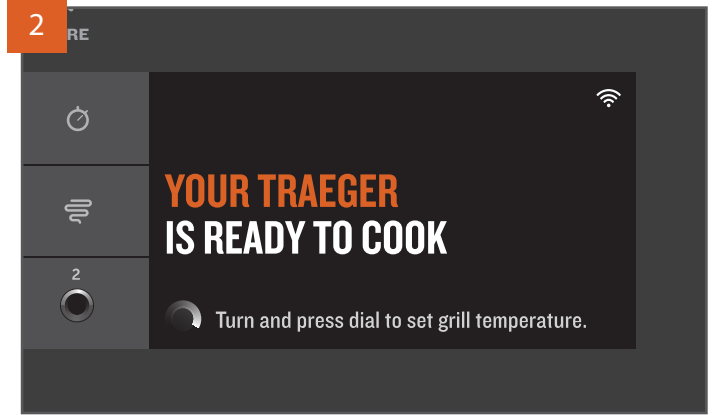 2
RE
YOUR TRAEGER
IS READY TO COOK
2
Turn and press dial to set grill temperature.